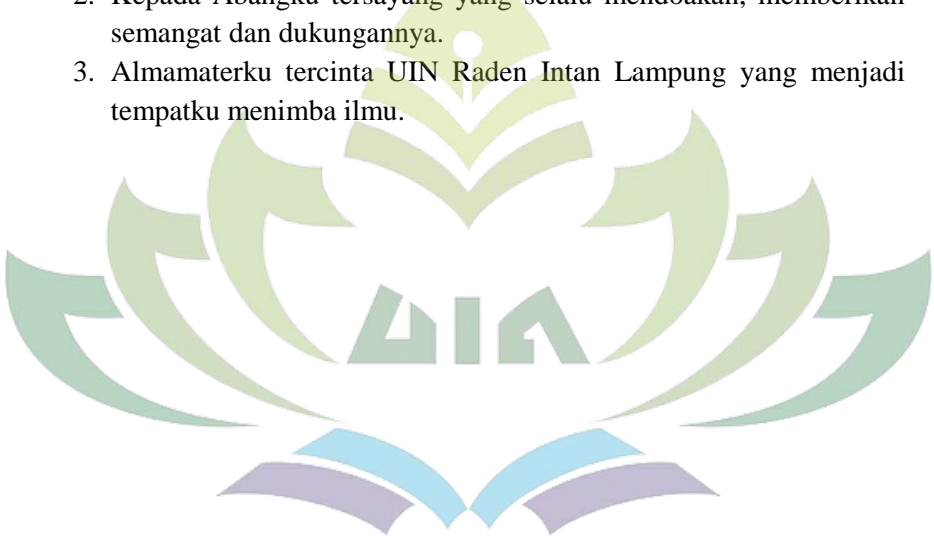 2. Kepada Abangku tersayang yang selalu mendoakan, memberikan
semangat dan dukungannya.
3. Almamaterku tercinta UIN Raden Intan Lampung yang menjadi
tempatku menimba ilmu.
UIN